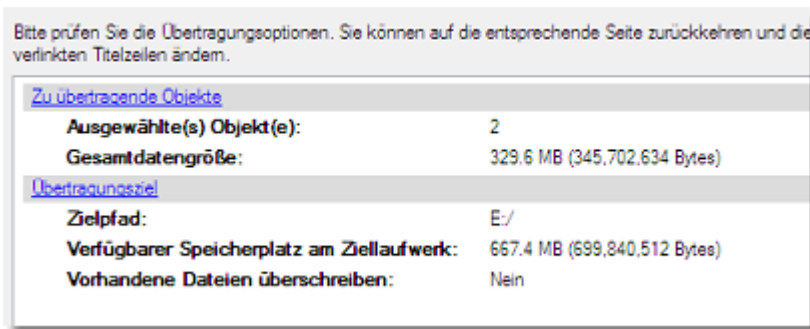 Bitte prüfen Sie die Übertragungsoptionen. Sie können auf die entsprechende Seite zurückkehren und die
verlinkten Titelzeilen ändern.
Zu übertragende Objekte
Ausgewählte(s) Objekt(e): 2
Gesamtdatengröße: 329.6 MB (345,702,634 Bytes)
Übertragungsziel
Zielpfad: E:/
Verfügbarer Speicherplatz am Ziellaufwerk: 667.4 MB (699,840,512 Bytes)
Vorhandene Dateien überschreiben: Nein